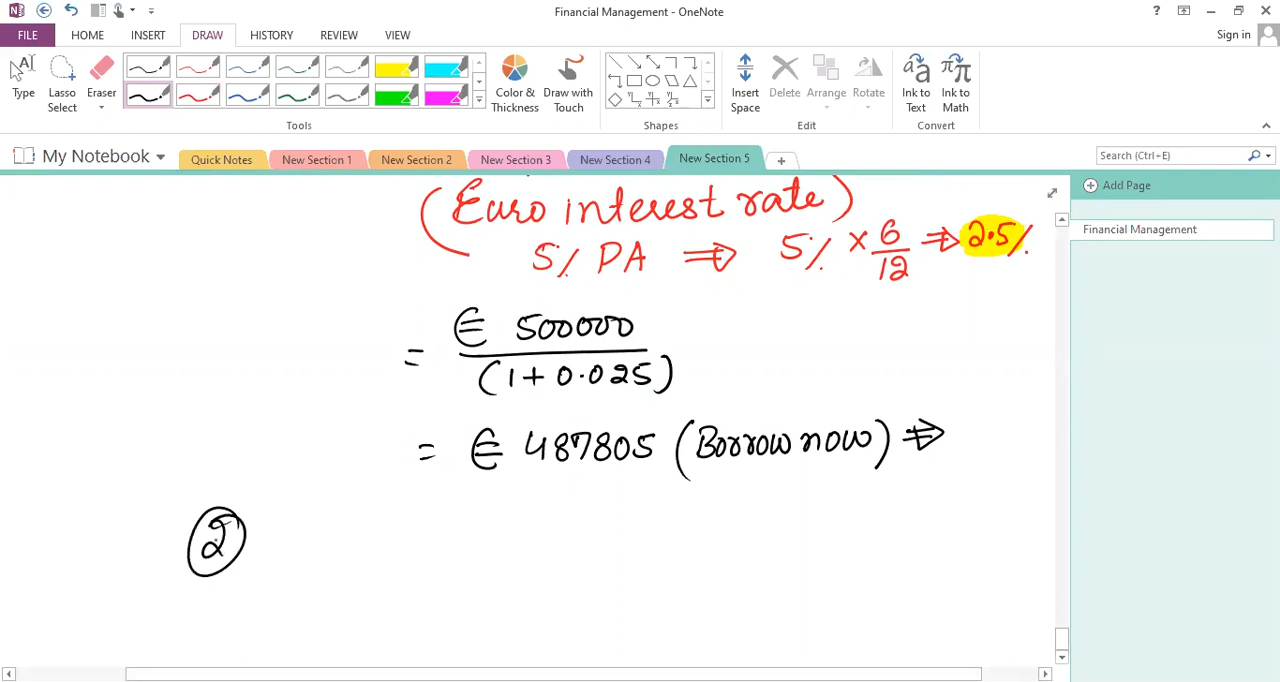 Financial Management - OneNote
Sign in
FILE HOME INSERT DRAW HISTORY REVIEW VIEW
Type
Lasso Select
Eraser
Color & Thickness
Draw with Touch
Insert Space
Delete
Arrange
Rotate
Ink to Text
Ink to Math
Tools Shapes Edit Convert
My Notebook
Quick Notes New Section 1 New Section 2 New Section 3 New Section 4 New Section 5
Search (Ctrl+E)
Add Page
Financial Management
(Euro interest rate)
5% PA ⇒ 5% × 6/12 ⇒ 2.5%
= € 500000
(1 + 0.025)
= € 487805 (Borrow now) ⇒
2